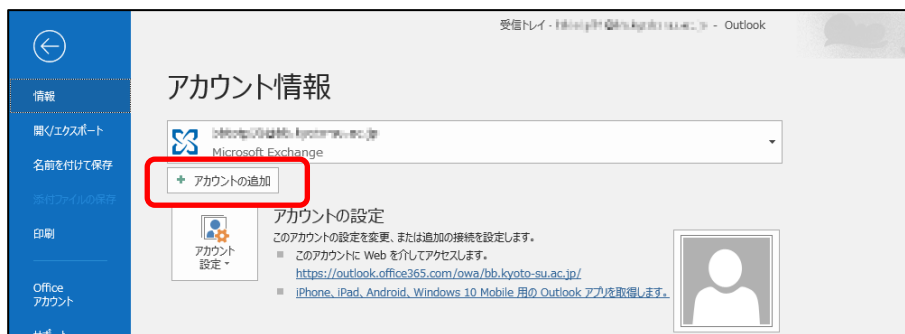 受信トレイ - - Outlook
アカウント情報
情報
Microsoft Exchange
開く/エクスポート
名前を付けて保存
+ アカウントの追加
添付ファイルの保存
アカウントの設定
このアカウントの設定を変更、または追加の接続を設定します。
アカウント
設定
このアカウントに Web を介してアクセスします。
https://outlook.office365.com/owa/bb.kyoto-su.ac.jp/
iPhone、iPad、Android、Windows 10 Mobile 用の Outlook アプリを取得します。
印刷
Office
アカウント